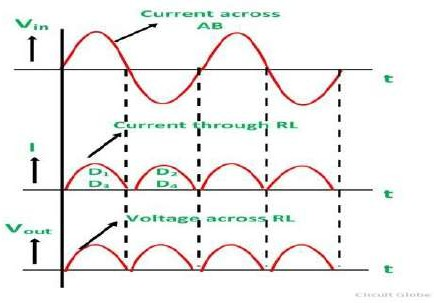 Current across
AB
Vin
t
Current through RL
I
D₁ D₂
D₃ D₄
t
Voltage across RL
Vout
t
Circuit Globe